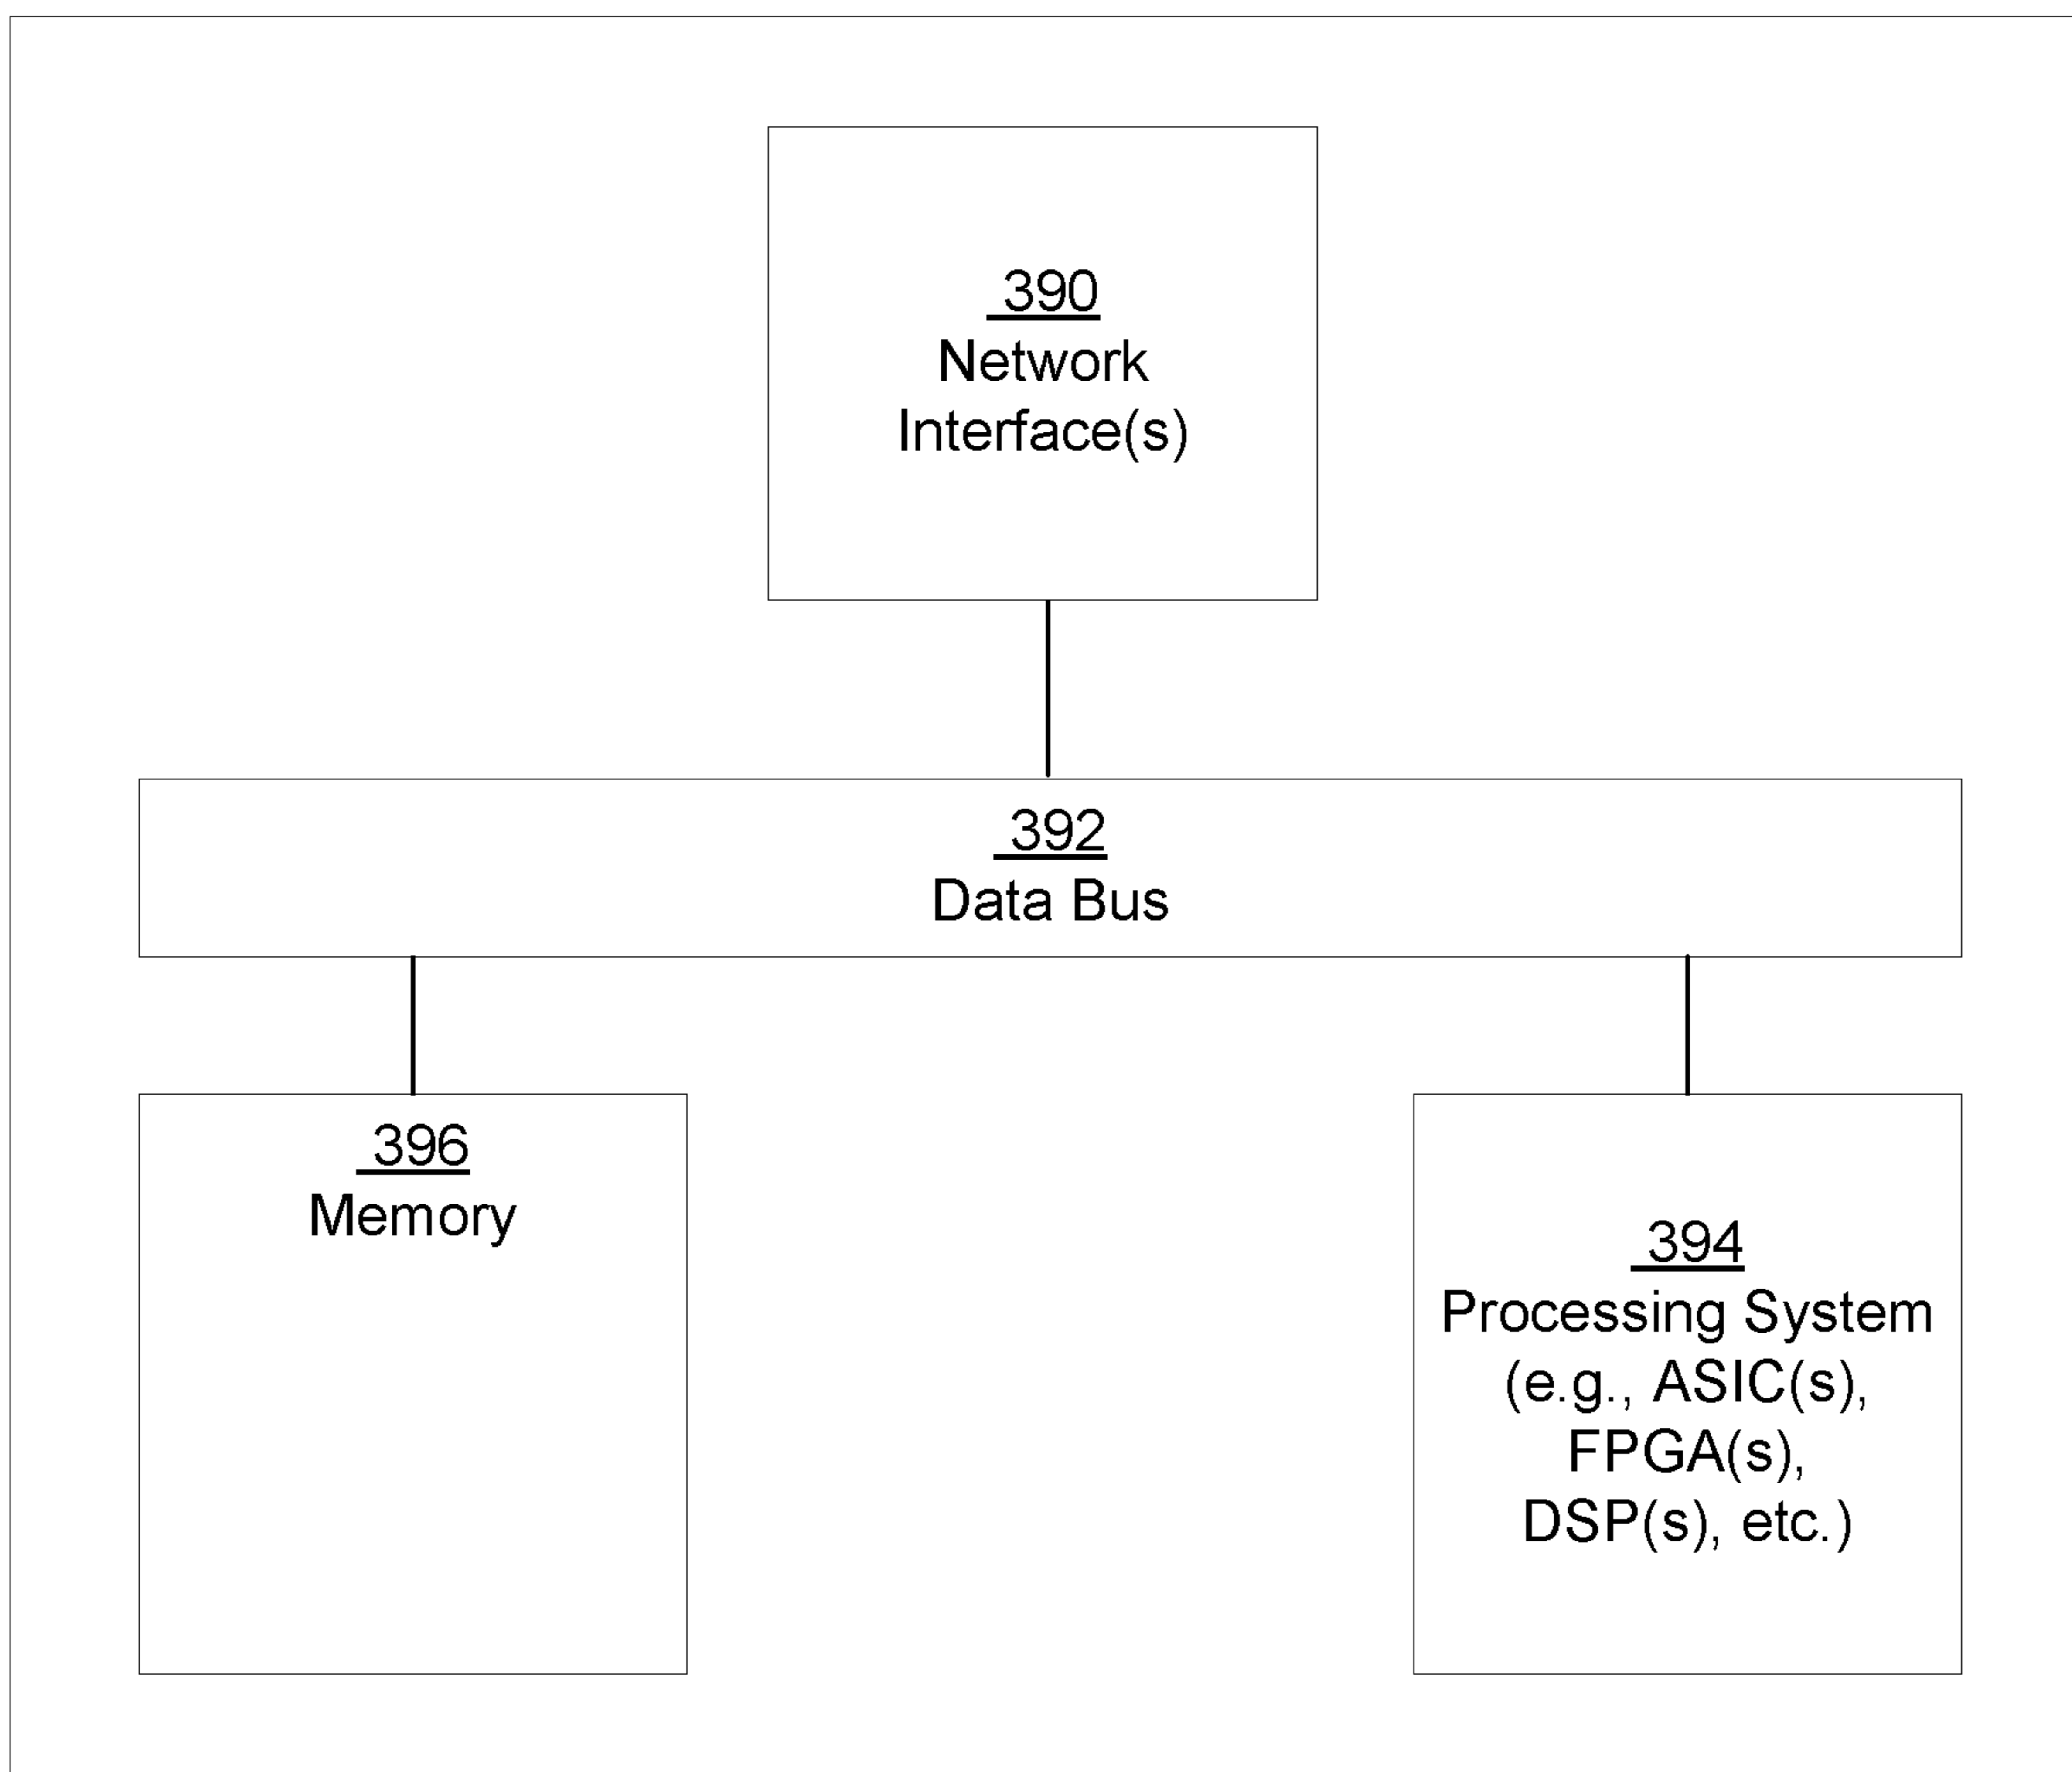 390
Network
Interface(s)
392
Data Bus
396
Memory
394
Processing System
(e.g., ASIC(s),
FPGA(s),
DSP(s), etc.)